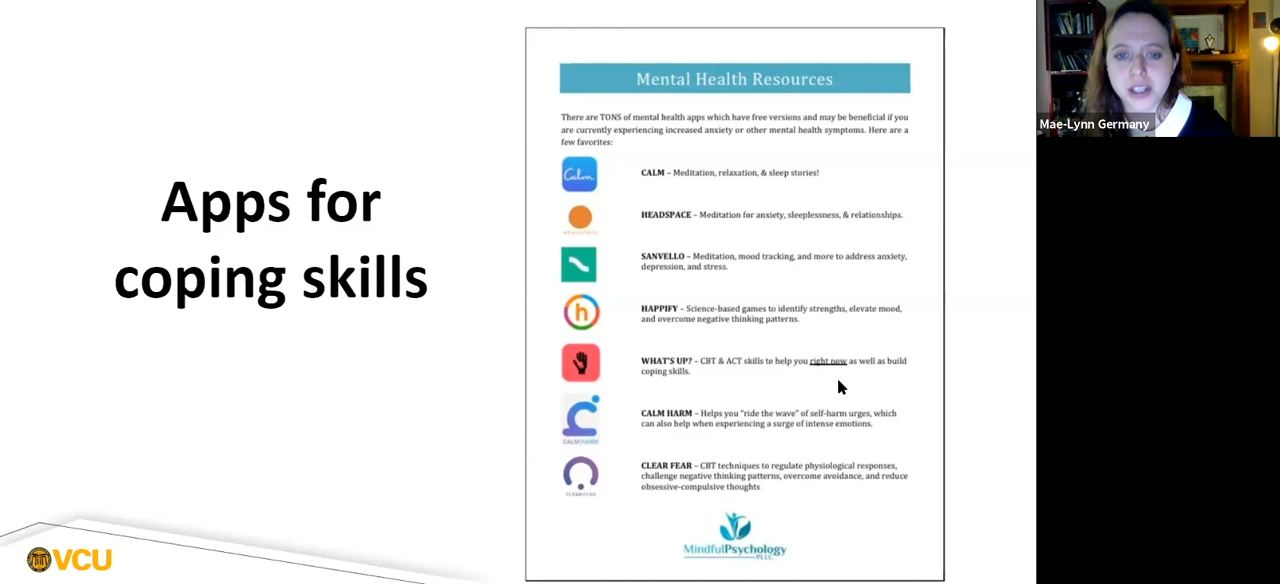 Apps for
coping skills
VCU
Mental Health Resources
There are TONS of mental health apps which have free versions and may be beneficial if you
are currently experiencing increased anxiety or other mental health symptoms. Here are a
few favorites:
Calm
CALM – Meditation, relaxation, & sleep stories!
HEADSPACE
HEADSPACE – Meditation for anxiety, sleeplessness, & relationships.
SANVELLO – Meditation, mood tracking, and more to address anxiety,
depression, and stress.
h
HAPPIFY – Science-based games to identify strengths, elevate mood,
and overcome negative thinking patterns.
WHAT'S UP? – CBT & ACT skills to help you right now as well as build
coping skills.
CALM HARM
CALM HARM – Helps you "ride the wave" of self-harm urges, which
can also help when experiencing a surge of intense emotions.
CLEAR FEAR
CLEAR FEAR – CBT techniques to regulate physiological responses,
challenge negative thinking patterns, overcome avoidance, and reduce
obsessive-compulsive thoughts
MindfulPsychology
PLLC
Mae-Lynn Germany